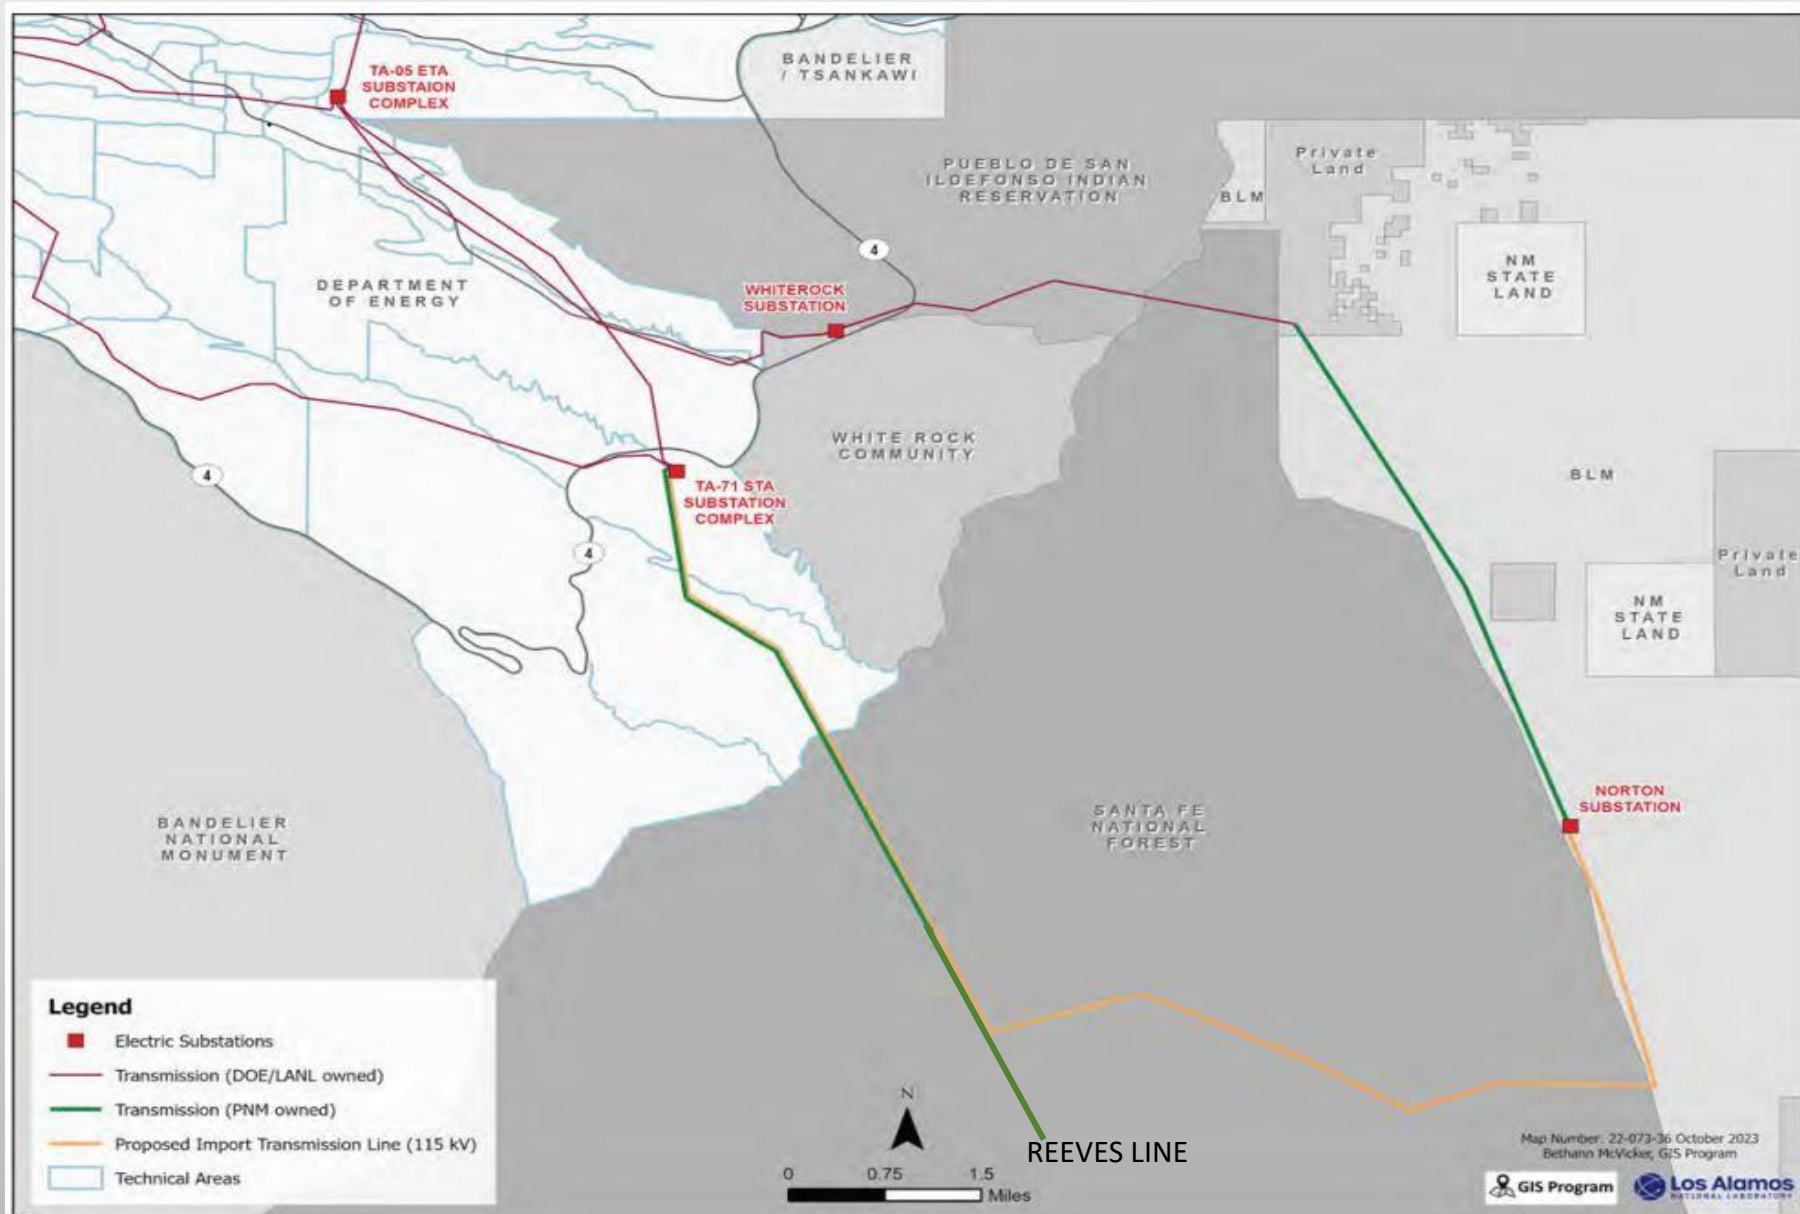 BANDELIER
/ TSANKAWI
TA-05 ETA
SUBSTAION
COMPLEX
PUEBLO DE SAN
ILDEFONSO INDIAN
RESERVATION
Private
Land
BLM
4
NM
STATE
LAND
DEPARTMENT
OF ENERGY
WHITEROCK
SUBSTATION
WHITE ROCK
COMMUNITY
4
BLM
TA-71 STA
SUBSTATION
COMPLEX
4
Private
Land
NM
STATE
LAND
NORTON
SUBSTATION
BANDELIER
NATIONAL
MONUMENT
SANTA FE
NATIONAL
FOREST
Legend
Electric Substations
Transmission (DOE/LANL owned)
Transmission (PNM owned)
Proposed Import Transmission Line (115 kV)
Technical Areas
N
0 0.75 1.5
Miles
REEVES LINE
Map Number: 22-073-36 October 2023
Bethann McVicker, GIS Program
GIS Program
Los Alamos
NATIONAL LABORATORY